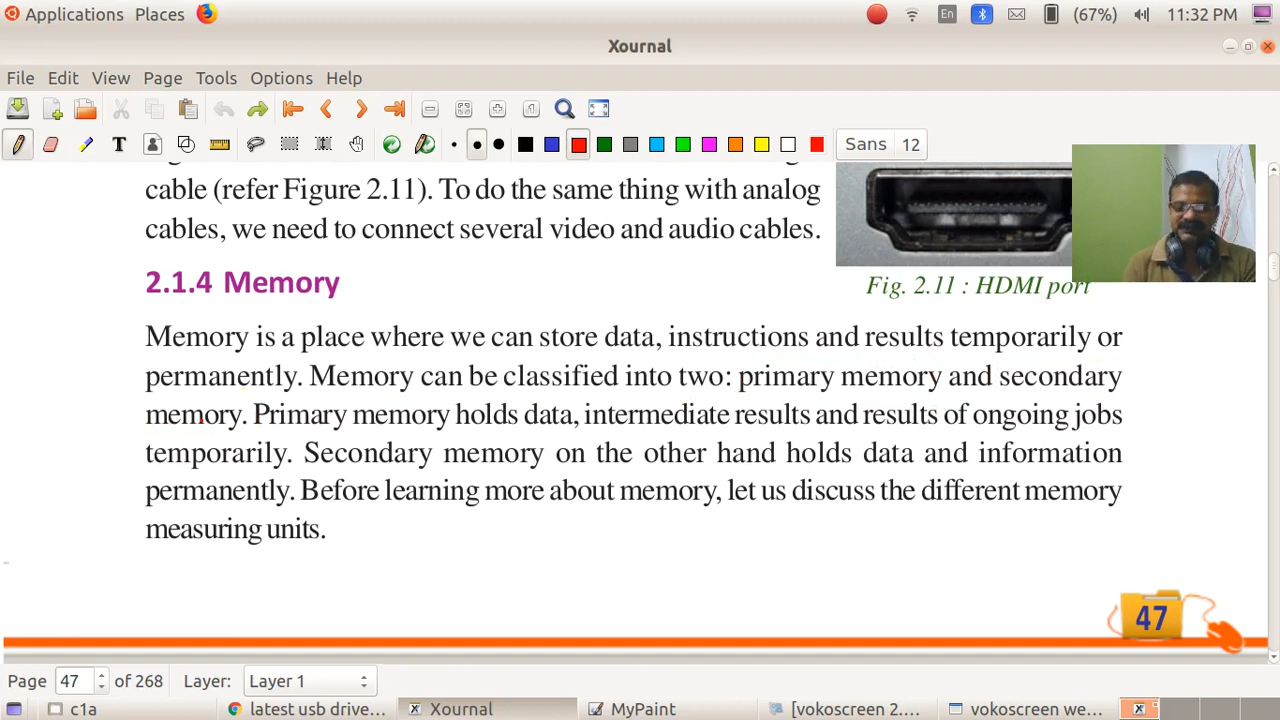 Applications Places En (67%) 11:32 PM
Xournal
File Edit View Page Tools Options Help
T Sans 12
cable (refer Figure 2.11). To do the same thing with analog
cables, we need to connect several video and audio cables.
Fig. 2.11 : HDMI port
2.1.4 Memory
Memory is a place where we can store data, instructions and results temporarily or
permanently. Memory can be classified into two: primary memory and secondary
memory. Primary memory holds data, intermediate results and results of ongoing jobs
temporarily. Secondary memory on the other hand holds data and information
permanently. Before learning more about memory, let us discuss the different memory
measuring units.
47
Page 47 of 268 Layer: Layer 1
c1a latest usb drive... Xournal MyPaint [vokoscreen 2.... vokoscreen we...